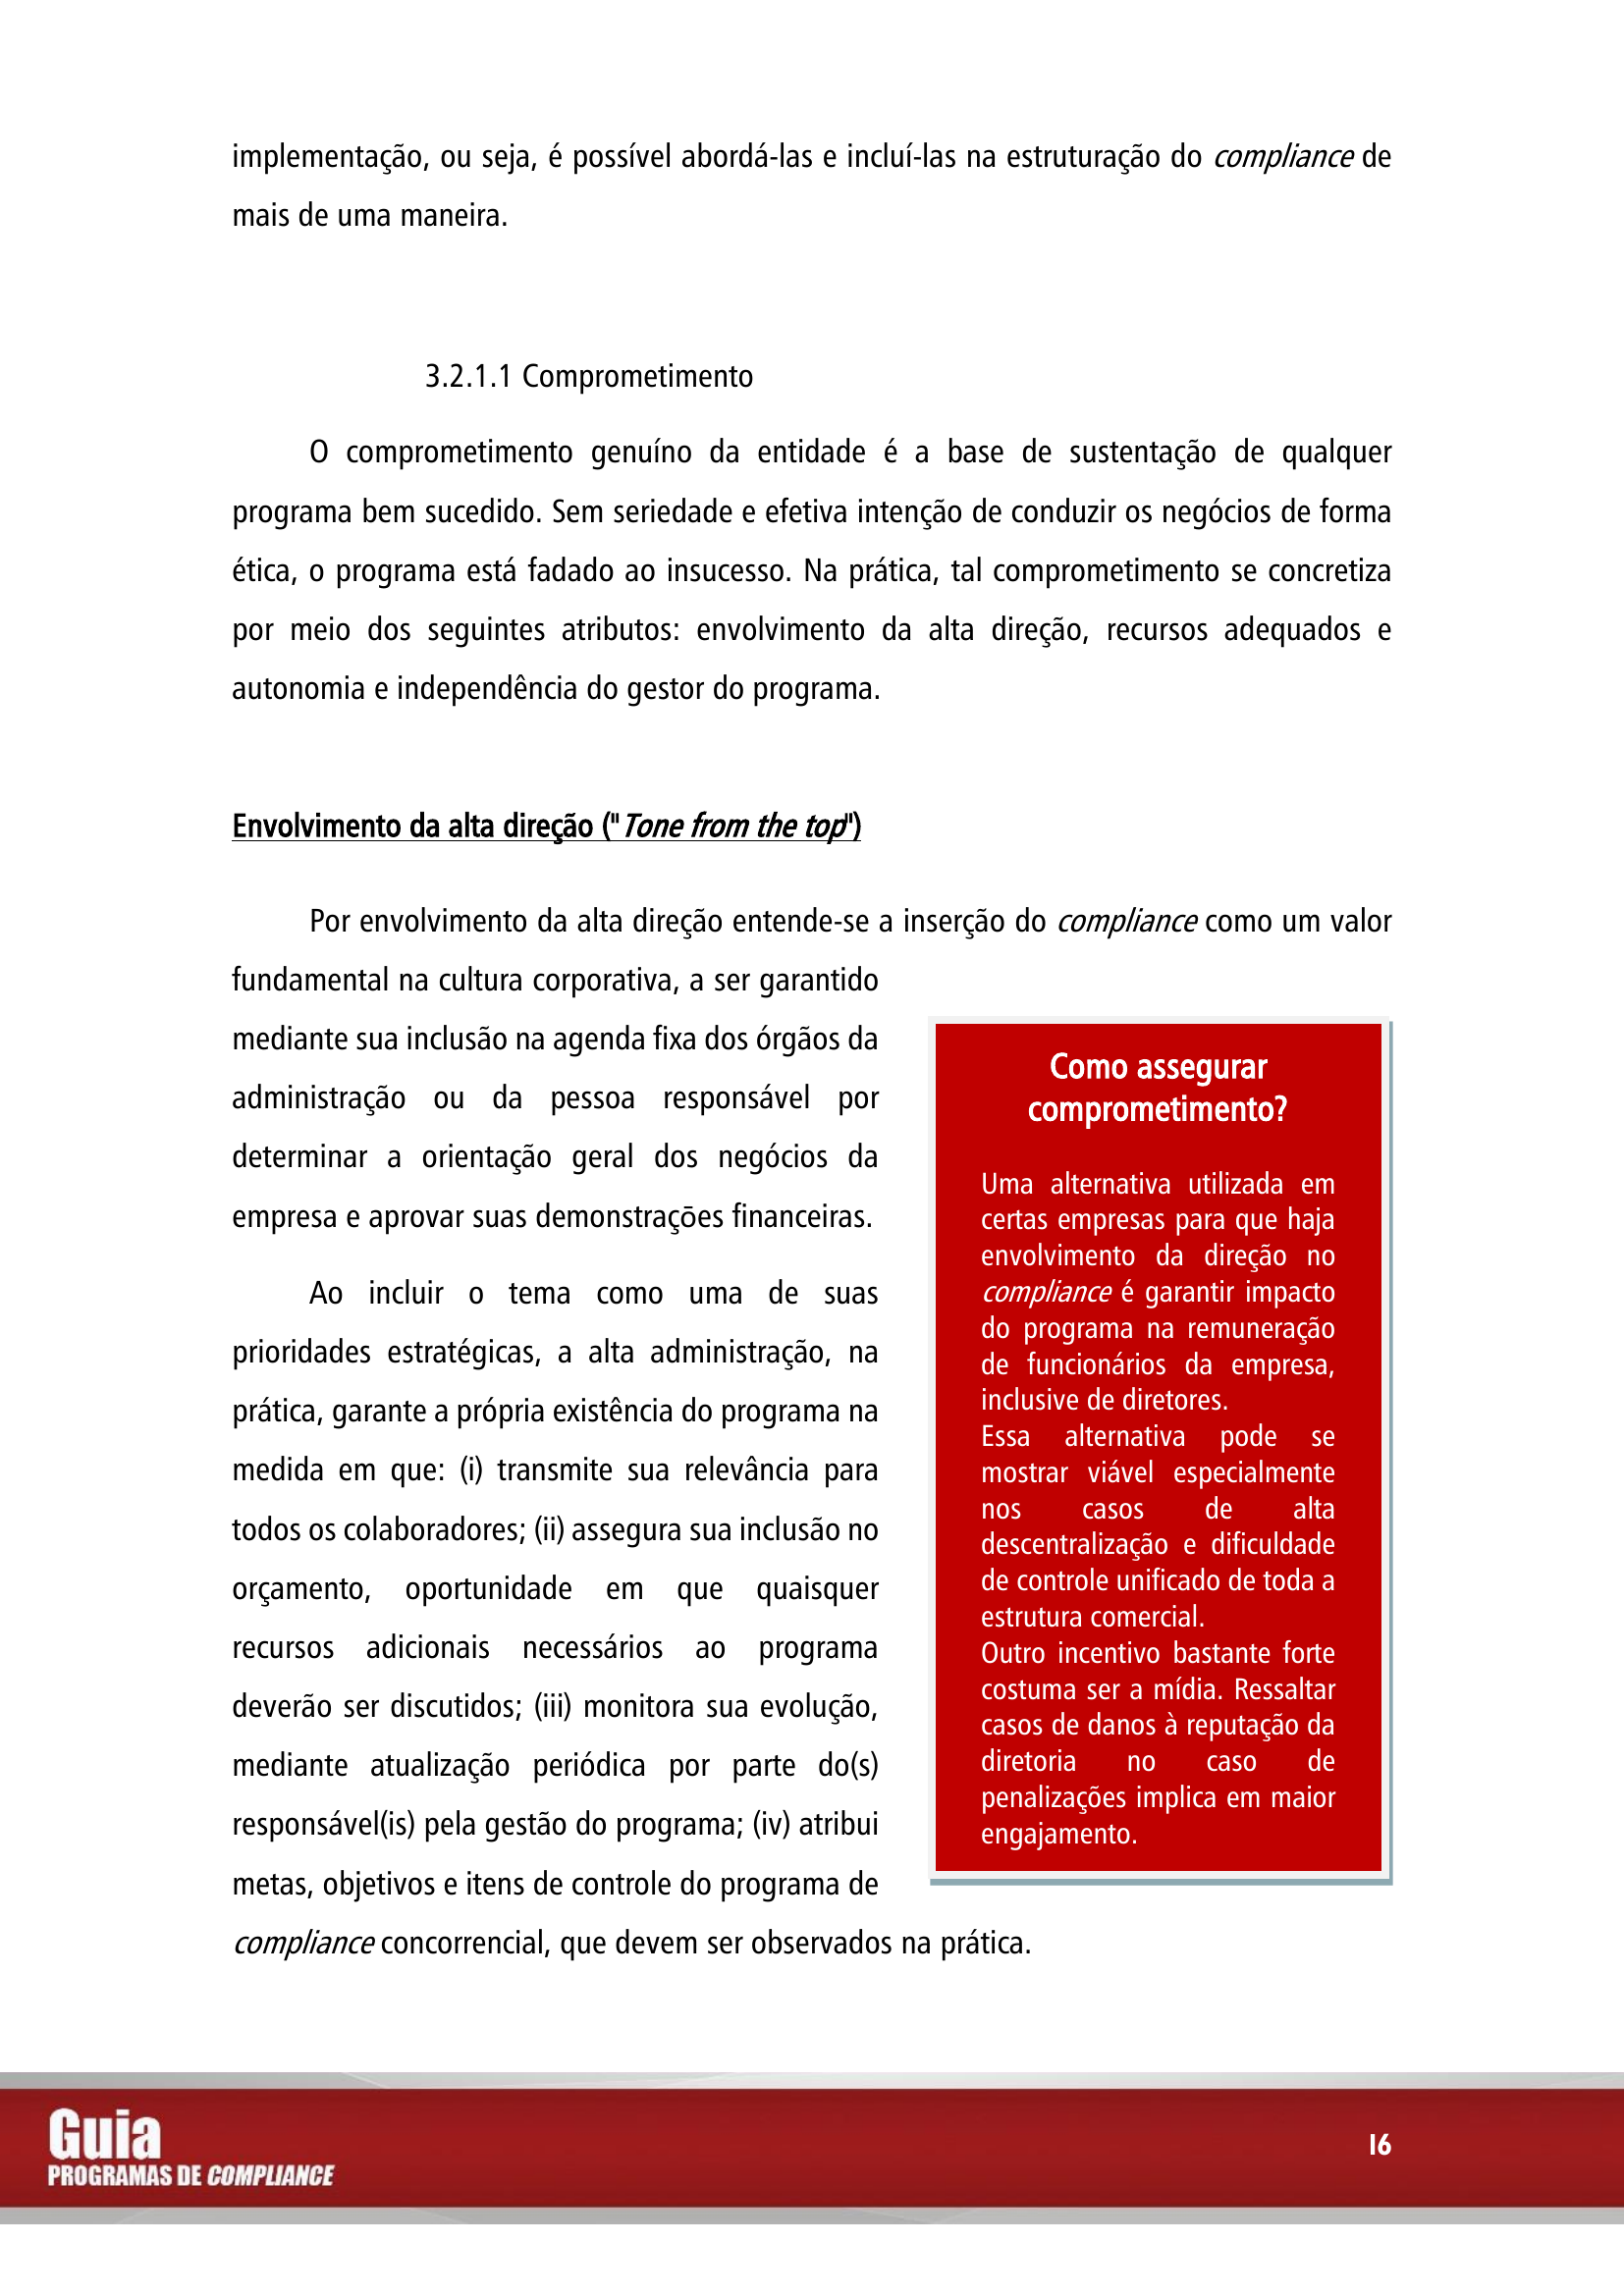 implementação, ou seja, é possível abordá-las e incluí-las na estruturação do compliance de
mais de uma maneira.
3.2.1.1 Comprometimento
O comprometimento genuíno da entidade é a base de sustentação de qualquer
programa bem sucedido. Sem seriedade e efetiva intenção de conduzir os negócios de forma
ética, o programa está fadado ao insucesso. Na prática, tal comprometimento se concretiza
por meio dos seguintes atributos: envolvimento da alta direção, recursos adequados e
autonomia e independência do gestor do programa.
Envolvimento da alta direção ("Tone from the top")
Por envolvimento da alta direção entende-se a inserção do compliance como um valor
fundamental na cultura corporativa, a ser garantido
mediante sua inclusão na agenda fixa dos órgãos da
administração ou da pessoa responsável por
determinar a orientação geral dos negócios da
empresa e aprovar suas demonstrações financeiras.
Ao incluir o tema como uma de suas
prioridades estratégicas, a alta administração, na
prática, garante a própria existência do programa na
medida em que: (i) transmite sua relevância para
todos os colaboradores; (ii) assegura sua inclusão no
orçamento, oportunidade em que quaisquer
recursos adicionais necessários ao programa
deverão ser discutidos; (iii) monitora sua evolução,
mediante atualização periódica por parte do(s)
responsável(is) pela gestão do programa; (iv) atribui
metas, objetivos e itens de controle do programa de
compliance concorrencial, que devem ser observados na prática.
Como assegurar
comprometimento?
Uma alternativa utilizada em
certas empresas para que haja
envolvimento da direção no
compliance é garantir impacto
do programa na remuneração
de funcionários da empresa,
inclusive de diretores.
Essa alternativa pode se
mostrar viável especialmente
nos casos de alta
descentralização e dificuldade
de controle unificado de toda a
estrutura comercial.
Outro incentivo bastante forte
costuma ser a mídia. Ressaltar
casos de danos à reputação da
diretoria no caso de
penalizações implica em maior
engajamento.
Guia
PROGRAMAS DE COMPLIANCE
16